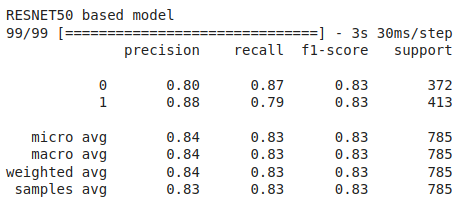 RESNET50 based model
99/99 [==============================] - 3s 30ms/step
precision recall f1-score support
0 0.80 0.87 0.83 372
1 0.88 0.79 0.83 413
micro avg 0.84 0.83 0.83 785
macro avg 0.84 0.83 0.83 785
weighted avg 0.84 0.83 0.83 785
samples avg 0.83 0.83 0.83 785